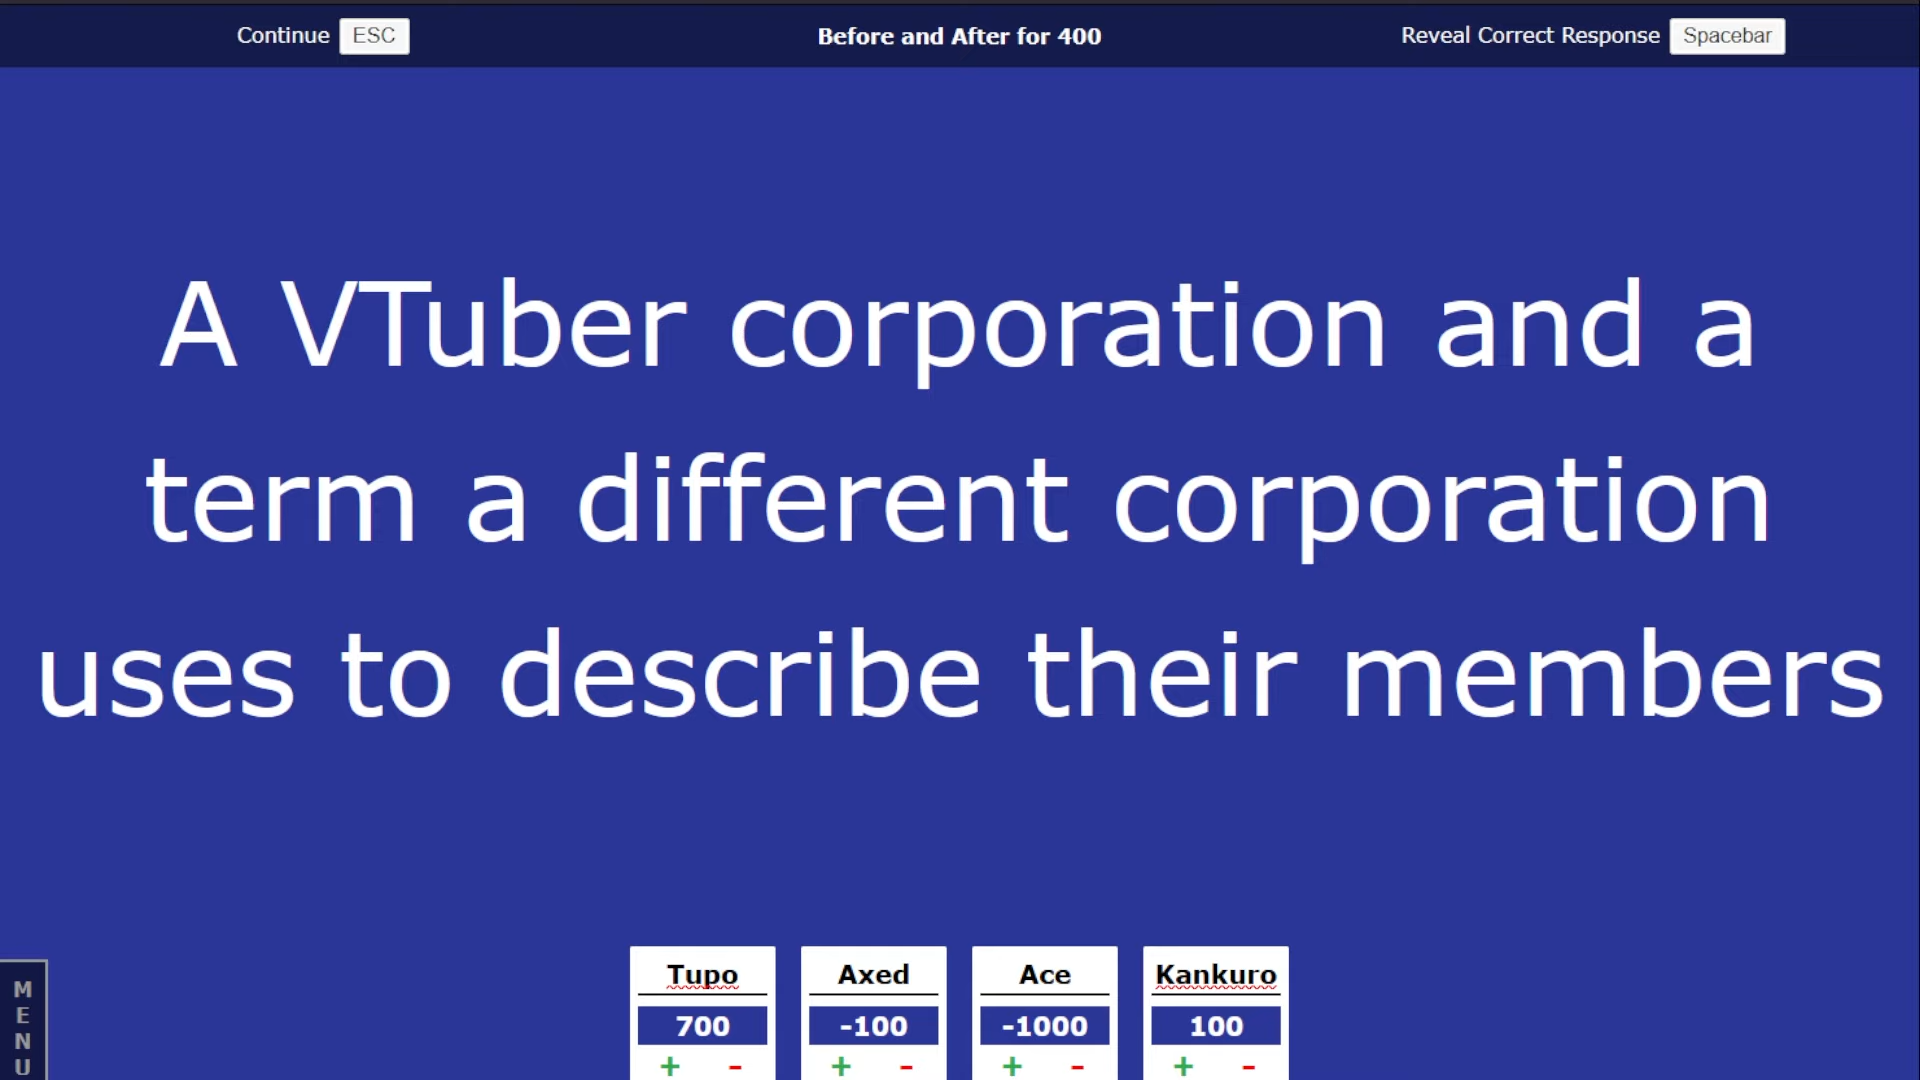 Continue ESC
Before and After for 400
Reveal Correct Response Spacebar
A VTuber corporation and a
term a different corporation
uses to describe their members
MENU
Tupo Axed Ace Kankuro
700 -100 -1000 100
+ - + - + - + -